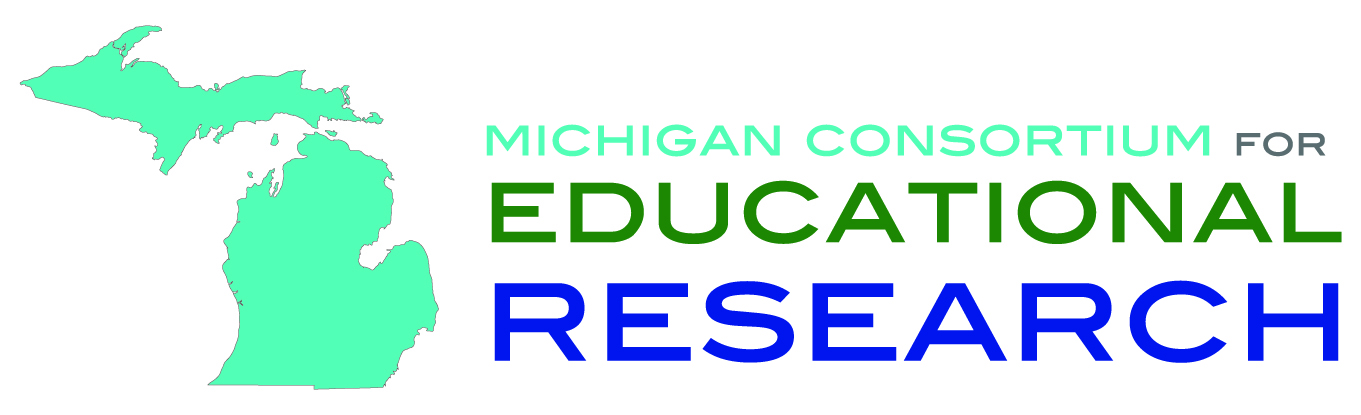 MICHIGAN CONSORTIUM FOR
EDUCATIONAL
RESEARCH